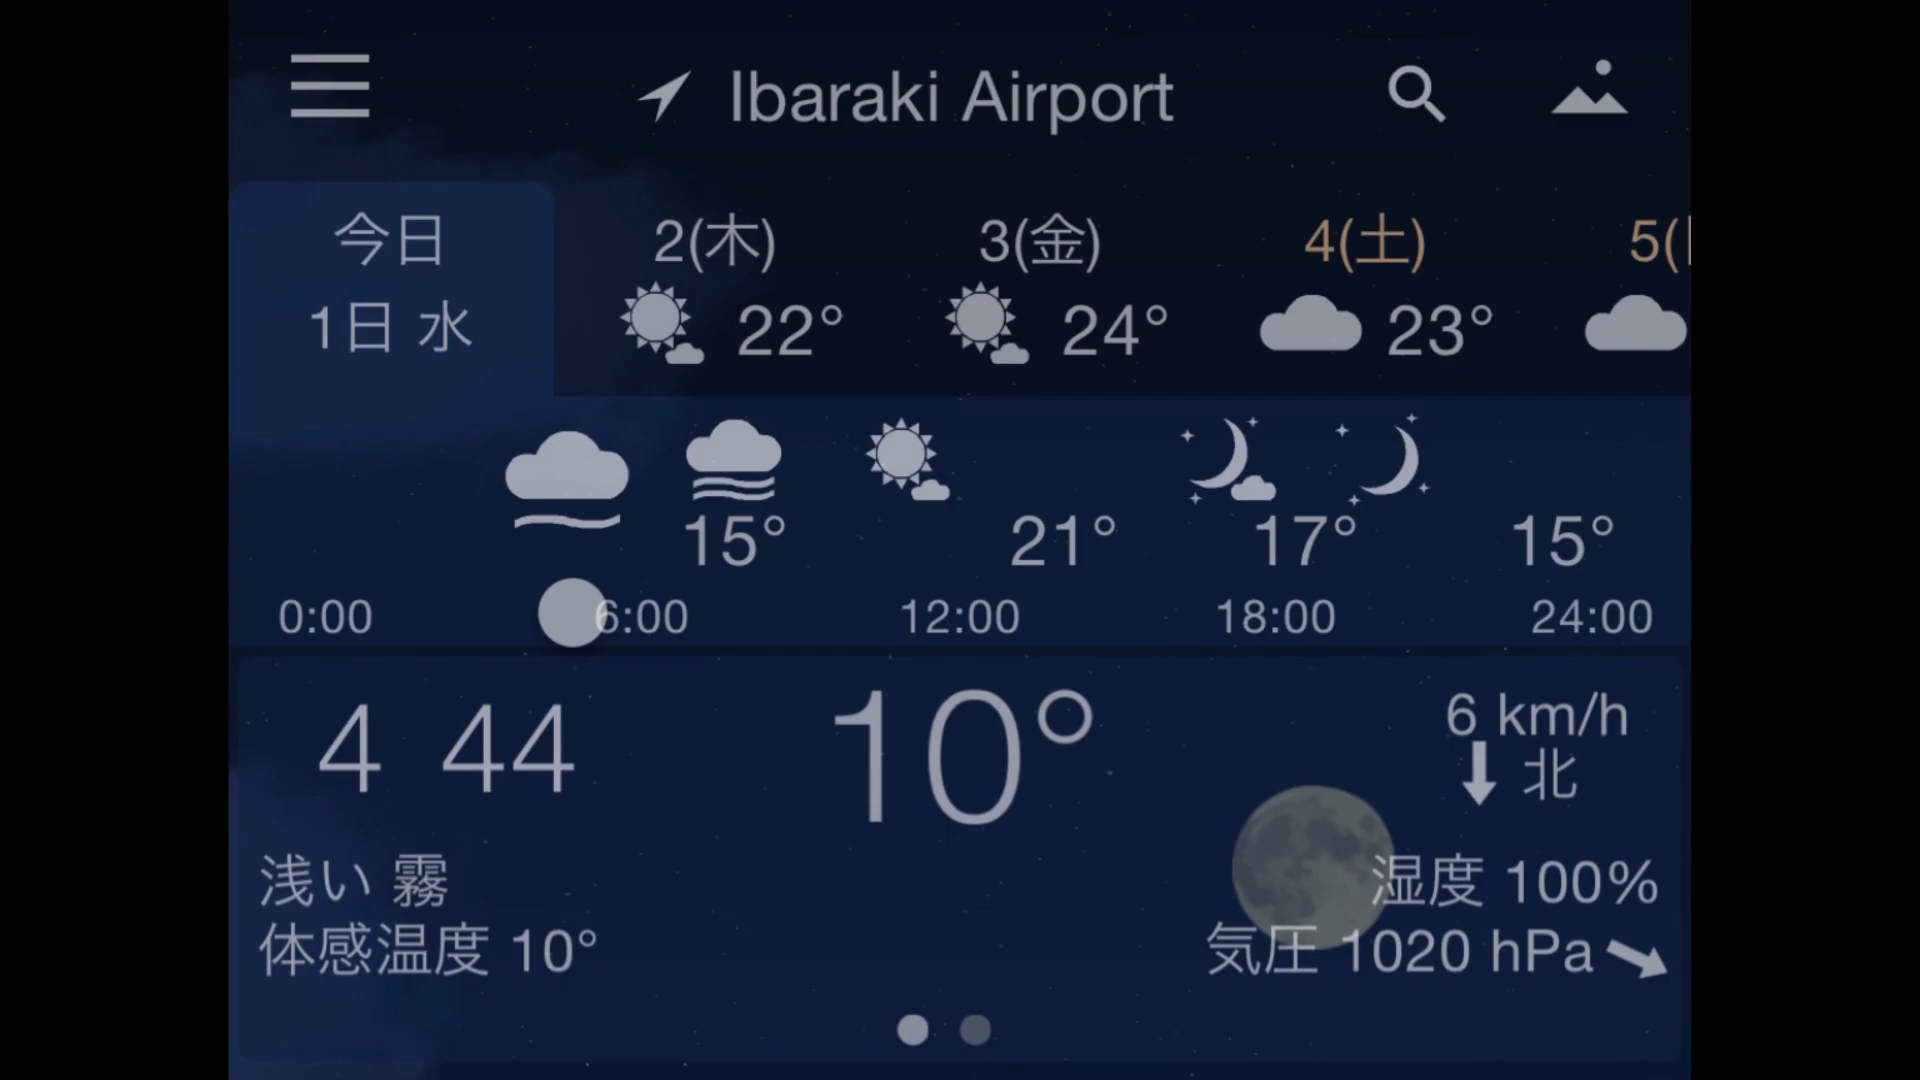 Ibaraki Airport
今日
1日 水
2(木)
22°
3(金)
24°
4(土)
23°
5(
15° 21° 17° 15°
0:00 6:00 12:00 18:00 24:00
4 44
10°
6 km/h
北
浅い 霧
体感温度 10°
湿度 100%
気圧 1020 hPa